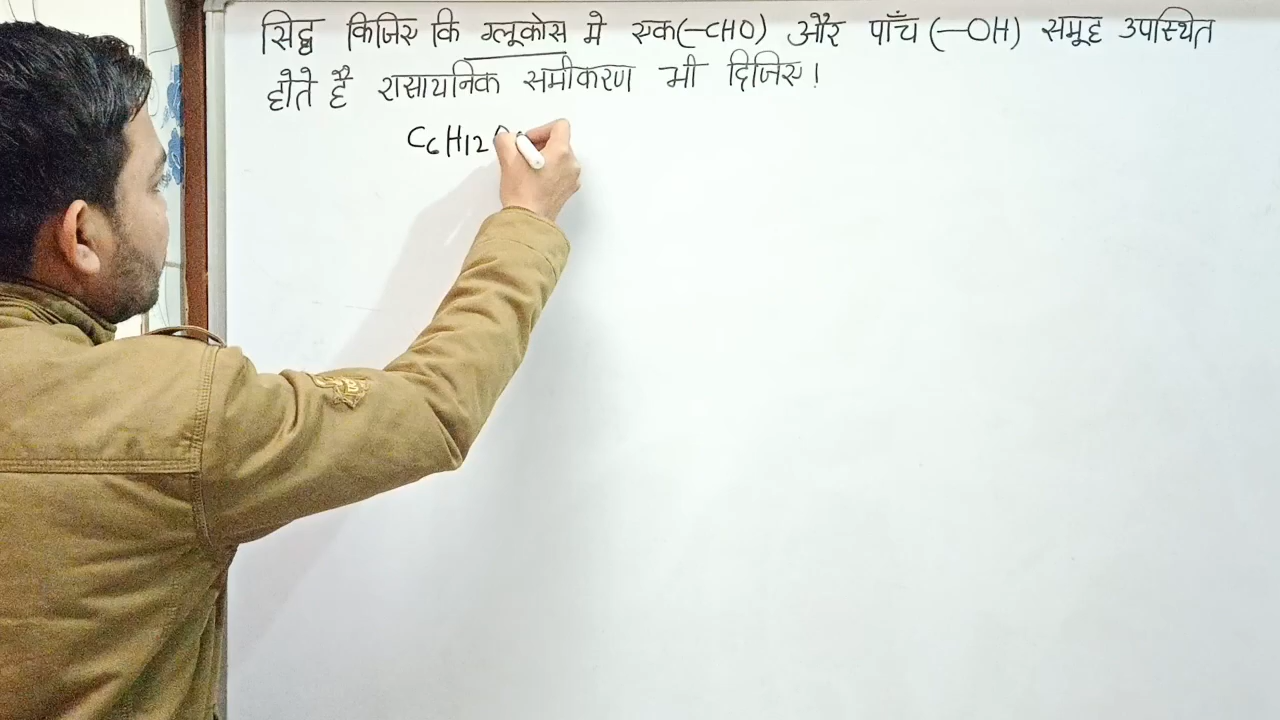 सिद्ध किजिए कि ग्लूकोस मे एक(—CHO) और पाँच (—OH) समूह उपस्थित
होते है रासायनिक समीकरण भी दिजिए!
C6H12